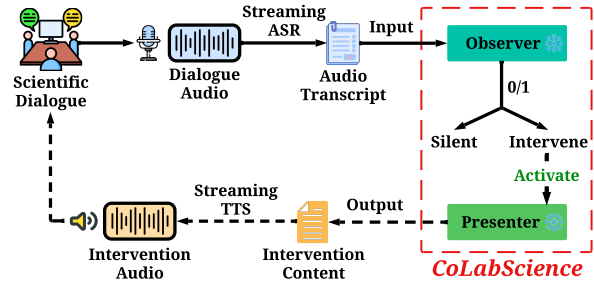 Streaming
ASR
Input
Observer
Scientific
Dialogue
Dialogue
Audio
Audio
Transcript
0/1
Silent
Intervene
Activate
Streaming
TTS
Output
Presenter
Intervention
Audio
Intervention
Content
CoLabScience